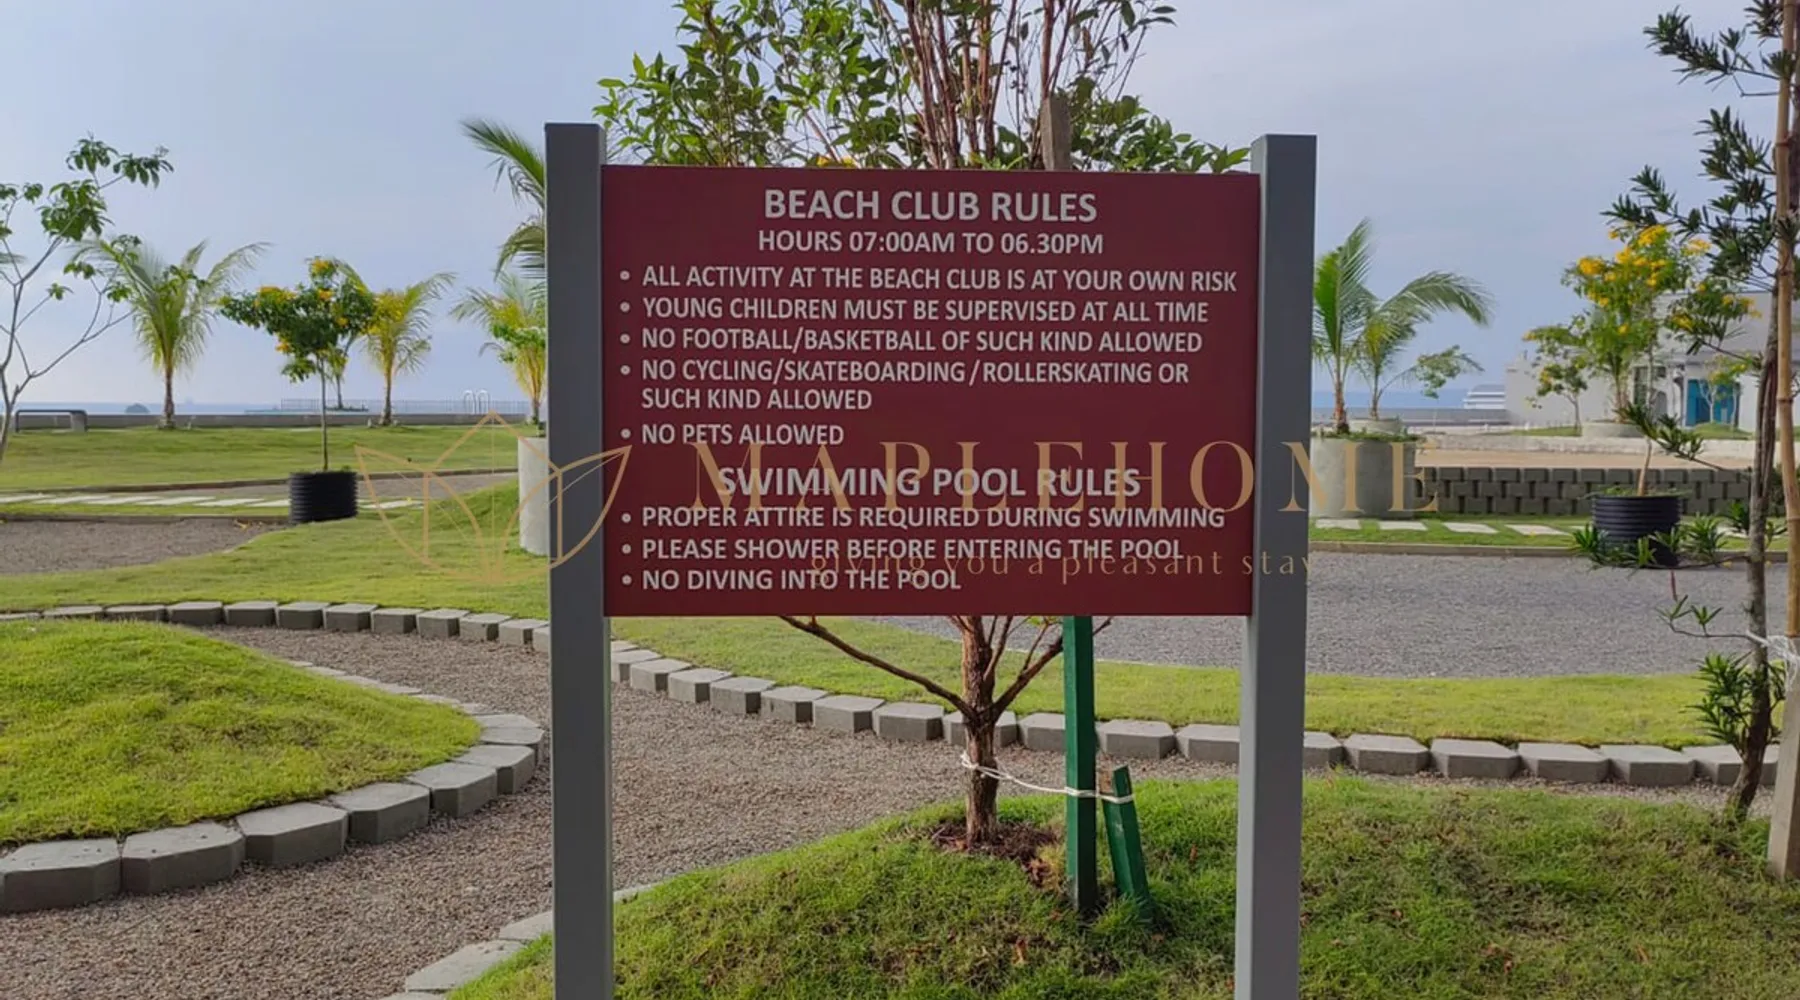 BEACH CLUB RULES
HOURS 07:00AM TO 06.30PM
• ALL ACTIVITY AT THE BEACH CLUB IS AT YOUR OWN RISK
• YOUNG CHILDREN MUST BE SUPERVISED AT ALL TIME
• NO FOOTBALL/BASKETBALL OF SUCH KIND ALLOWED
• NO CYCLING/SKATEBOARDING/ROLLERSKATING OR
SUCH KIND ALLOWED
• NO PETS ALLOWED
MAPLEHOME
SWIMMING POOL RULES
• PROPER ATTIRE IS REQUIRED DURING SWIMMING
• PLEASE SHOWER BEFORE ENTERING THE POOL
giving you a pleasant stay
• NO DIVING INTO THE POOL